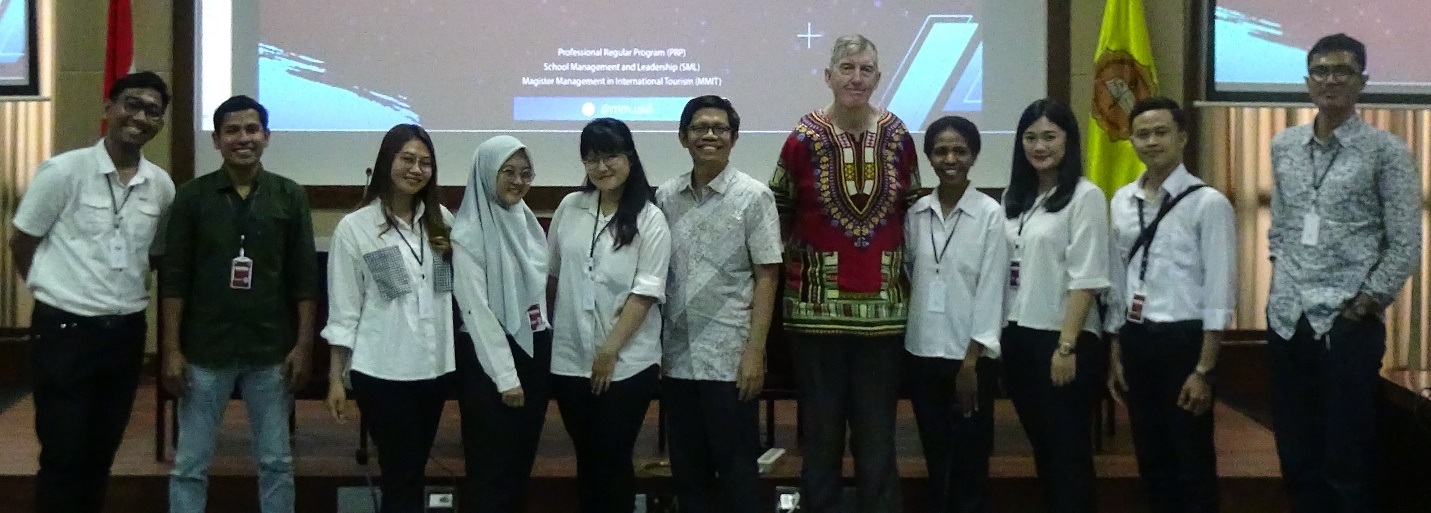 Professional Regular Program (PRP)
School Management and Leadership (SML)
Magister Management in International Tourism (MMIT)